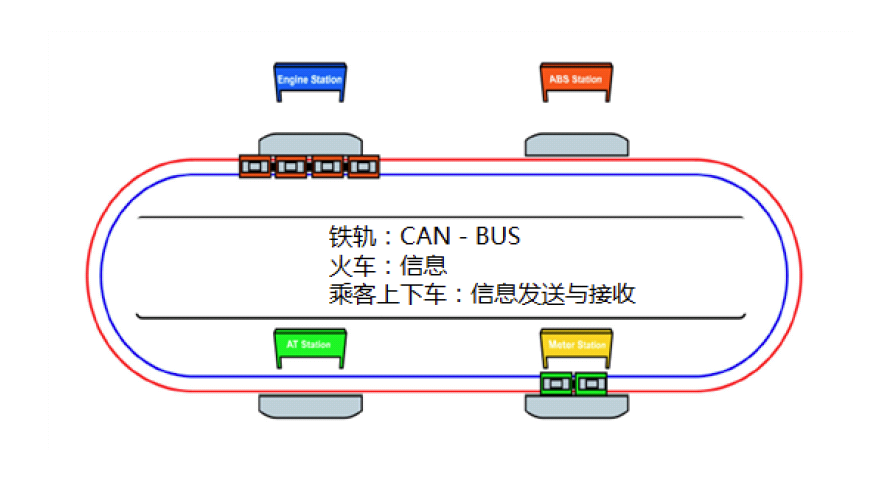 Engine Station
ABS Station
铁轨：CAN - BUS
火车：信息
乘客上下车：信息发送与接收
AT Station
Meter Station